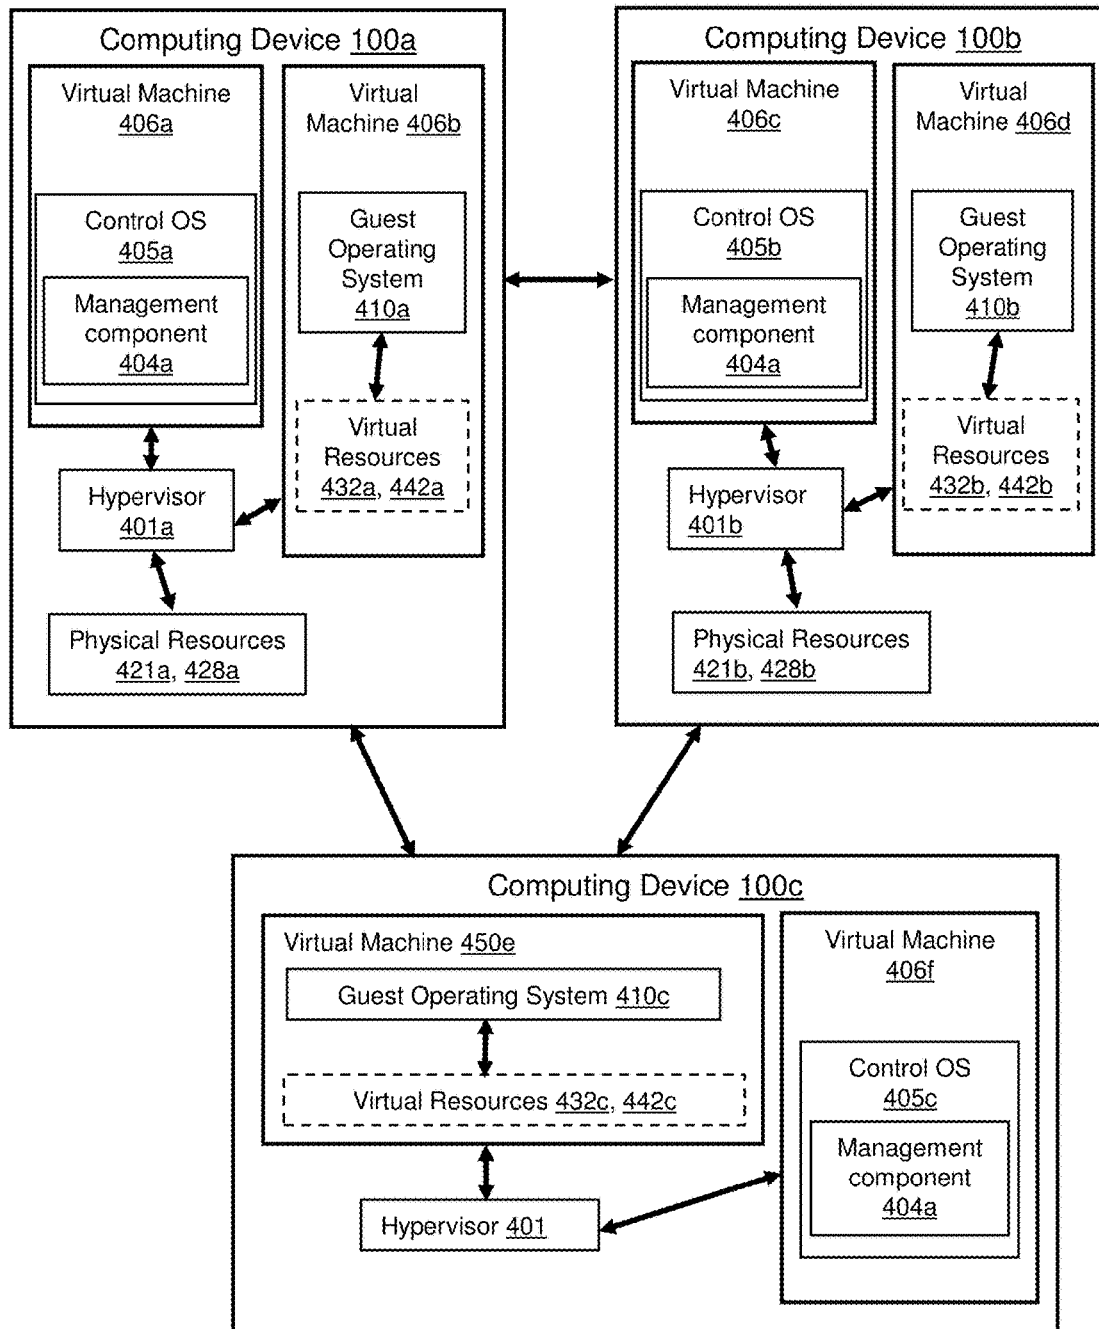 Computing Device 100a
Virtual Machine
406a
Control OS
405a
Management
component
404a
Virtual
Machine 406b
Guest
Operating
System
410a
Virtual
Resources
432a, 442a
Hypervisor
401a
Physical Resources
421a, 428a
Computing Device 100b
Virtual Machine
406c
Control OS
405b
Management
component
404a
Virtual
Machine 406d
Guest
Operating
System
410b
Virtual
Resources
432b, 442b
Hypervisor
401b
Physical Resources
421b, 428b
Computing Device 100c
Virtual Machine 450e
Guest Operating System 410c
Virtual Resources 432c, 442c
Hypervisor 401
Virtual Machine
406f
Control OS
405c
Management
component
404a